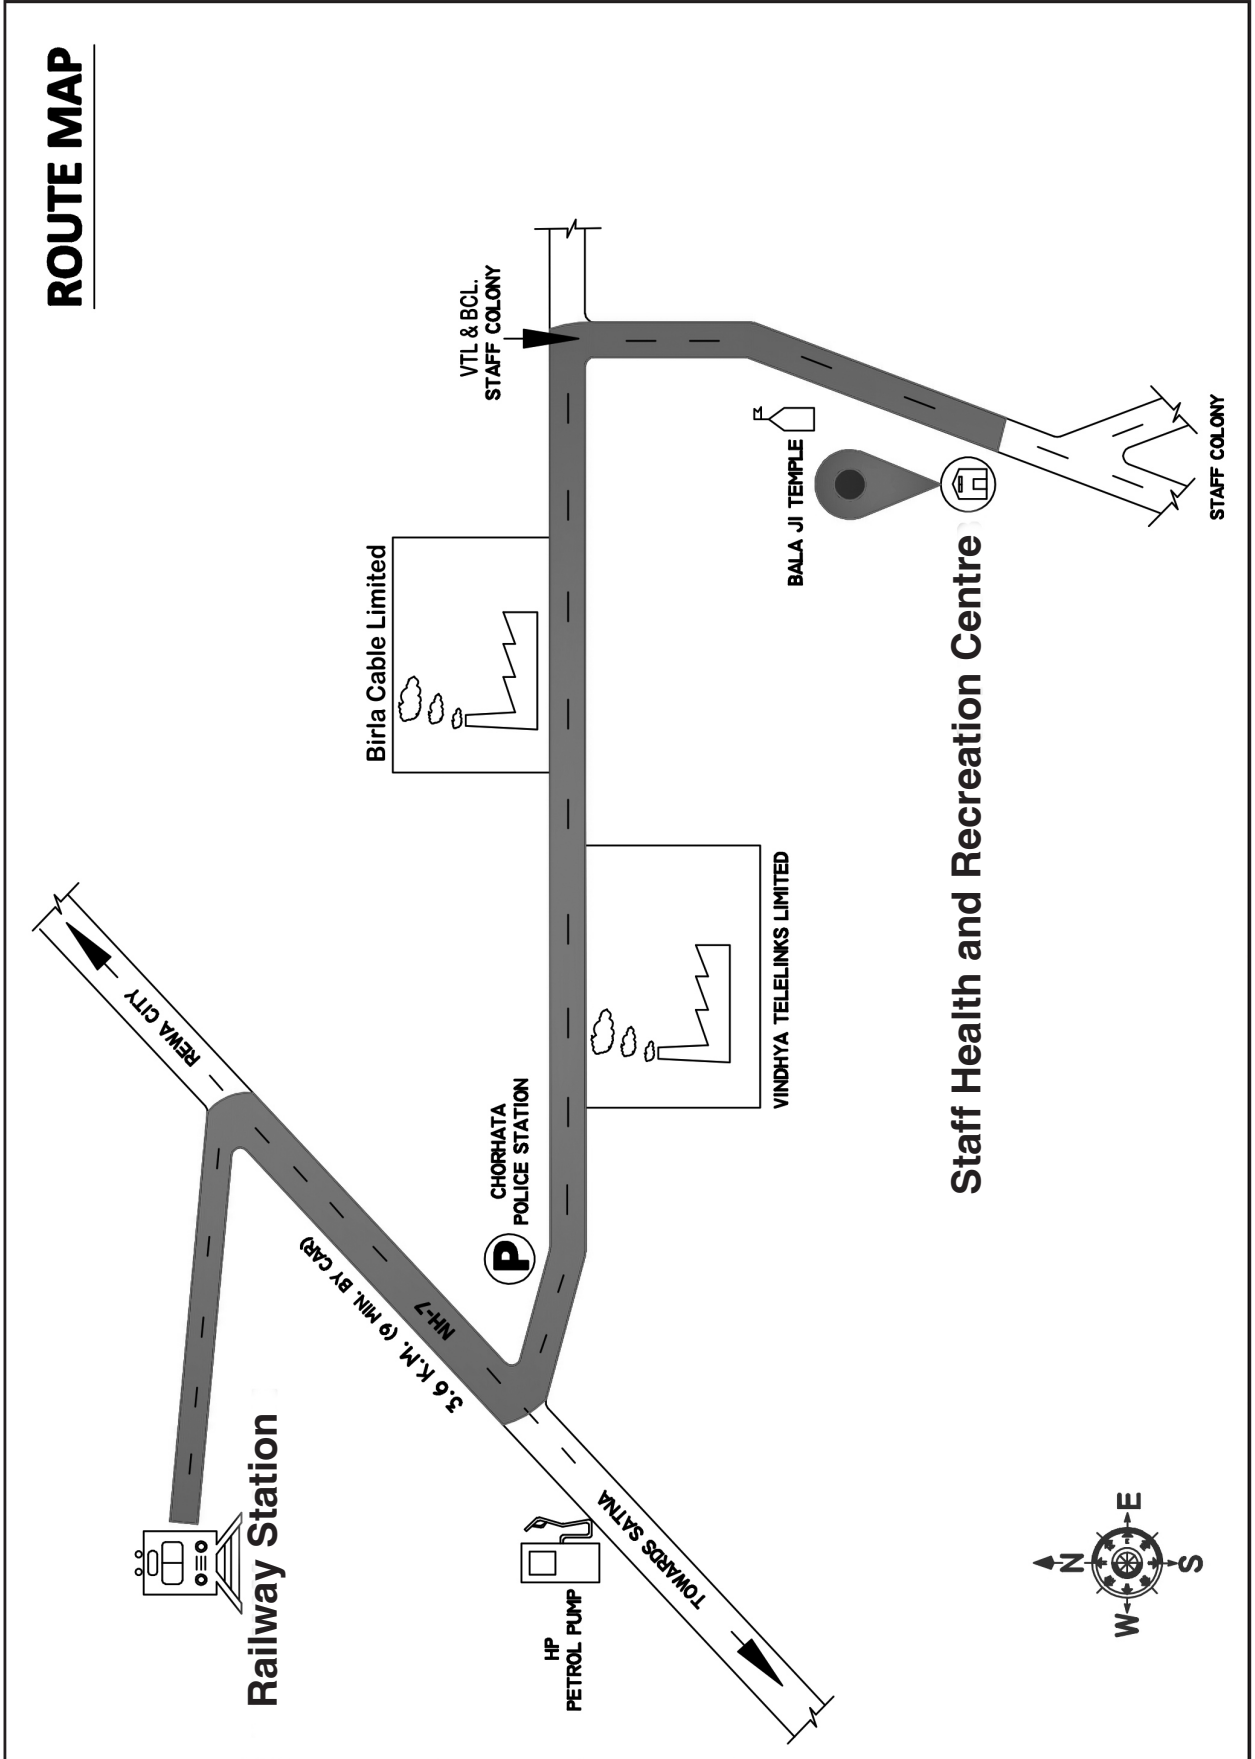 ROUTE MAP
VTL & BCL.
STAFF COLONY
Birla Cable Limited
BALA JI TEMPLE
STAFF COLONY
Staff Health and Recreation Centre
VINDHYA TELELINKS LIMITED
REWA CITY
CHORHATA
POLICE STATION
P
NH-7
3.6 K.M. (9 MIN. BY CAR)
Railway Station
HP
PETROL PUMP
TOWARDS SATNA
N
E
S
W